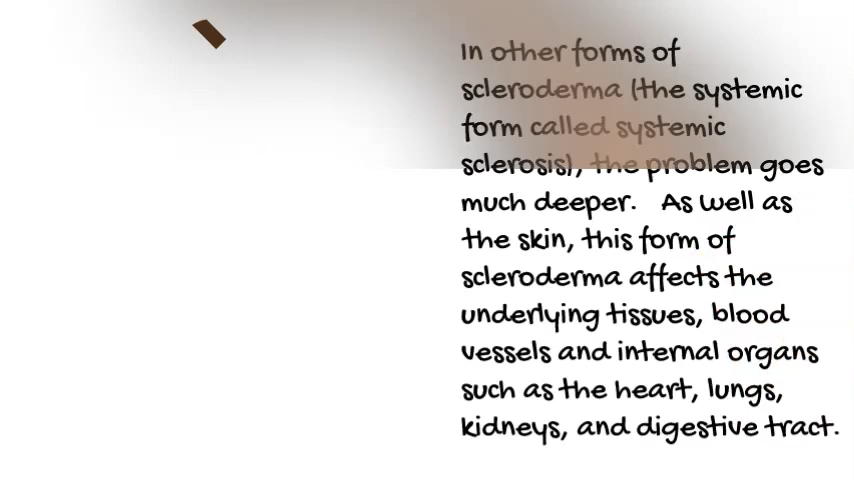 In other forms of
scleroderma (the systemic
form called systemic
sclerosis), the problem goes
much deeper. As well as
the skin, this form of
scleroderma affects the
underlying tissues, blood
vessels and internal organs
such as the heart, lungs,
kidneys, and digestive tract.